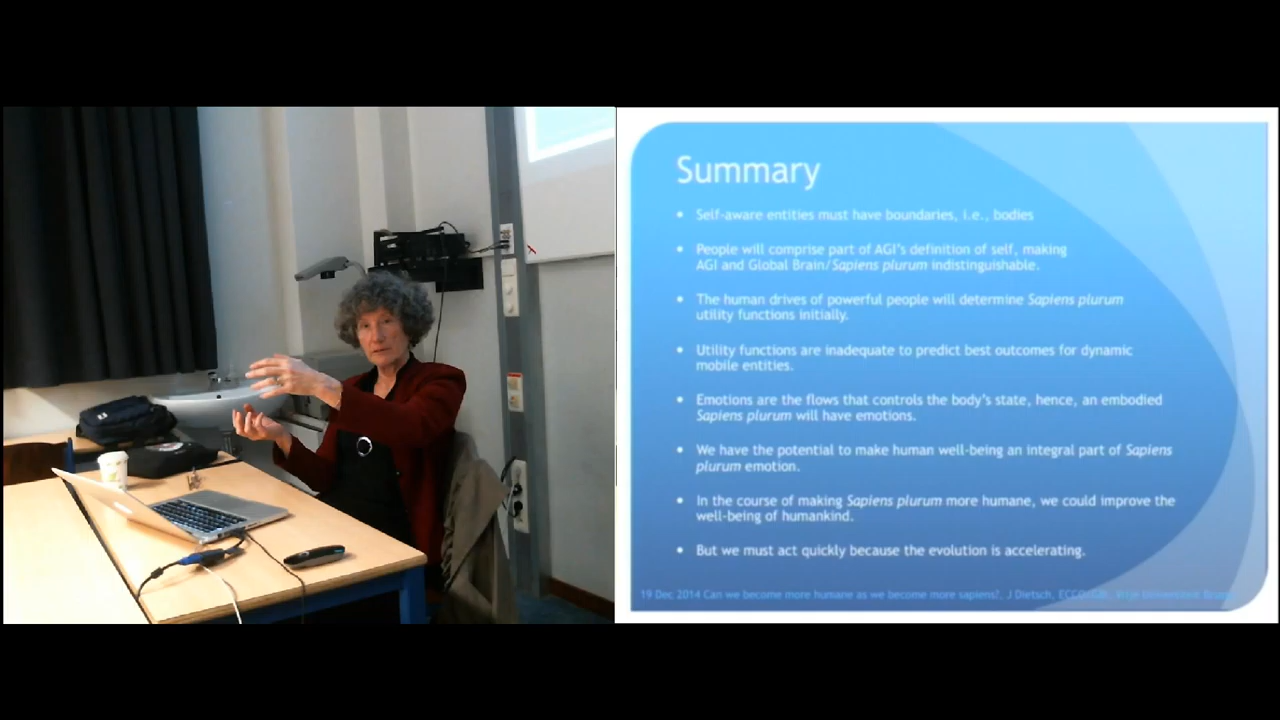 Summary
• Self-aware entities must have boundaries, i.e., bodies
• People will comprise part of AGI's definition of self, making
AGI and Global Brain/Sapiens plurum indistinguishable.
• The human drives of powerful people will determine Sapiens plurum
utility functions initially.
• Utility functions are inadequate to predict best outcomes for dynamic
mobile entities.
• Emotions are the flows that controls the body's state, hence, an embodied
Sapiens plurum will have emotions.
• We have the potential to make human well-being an integral part of Sapiens
plurum emotion.
• In the course of making Sapiens plurum more humane, we could improve the
well-being of humankind.
• But we must act quickly because the evolution is accelerating.
19 Dec 2014 Can we become more humane as we become more sapiens?, J Dietsch,